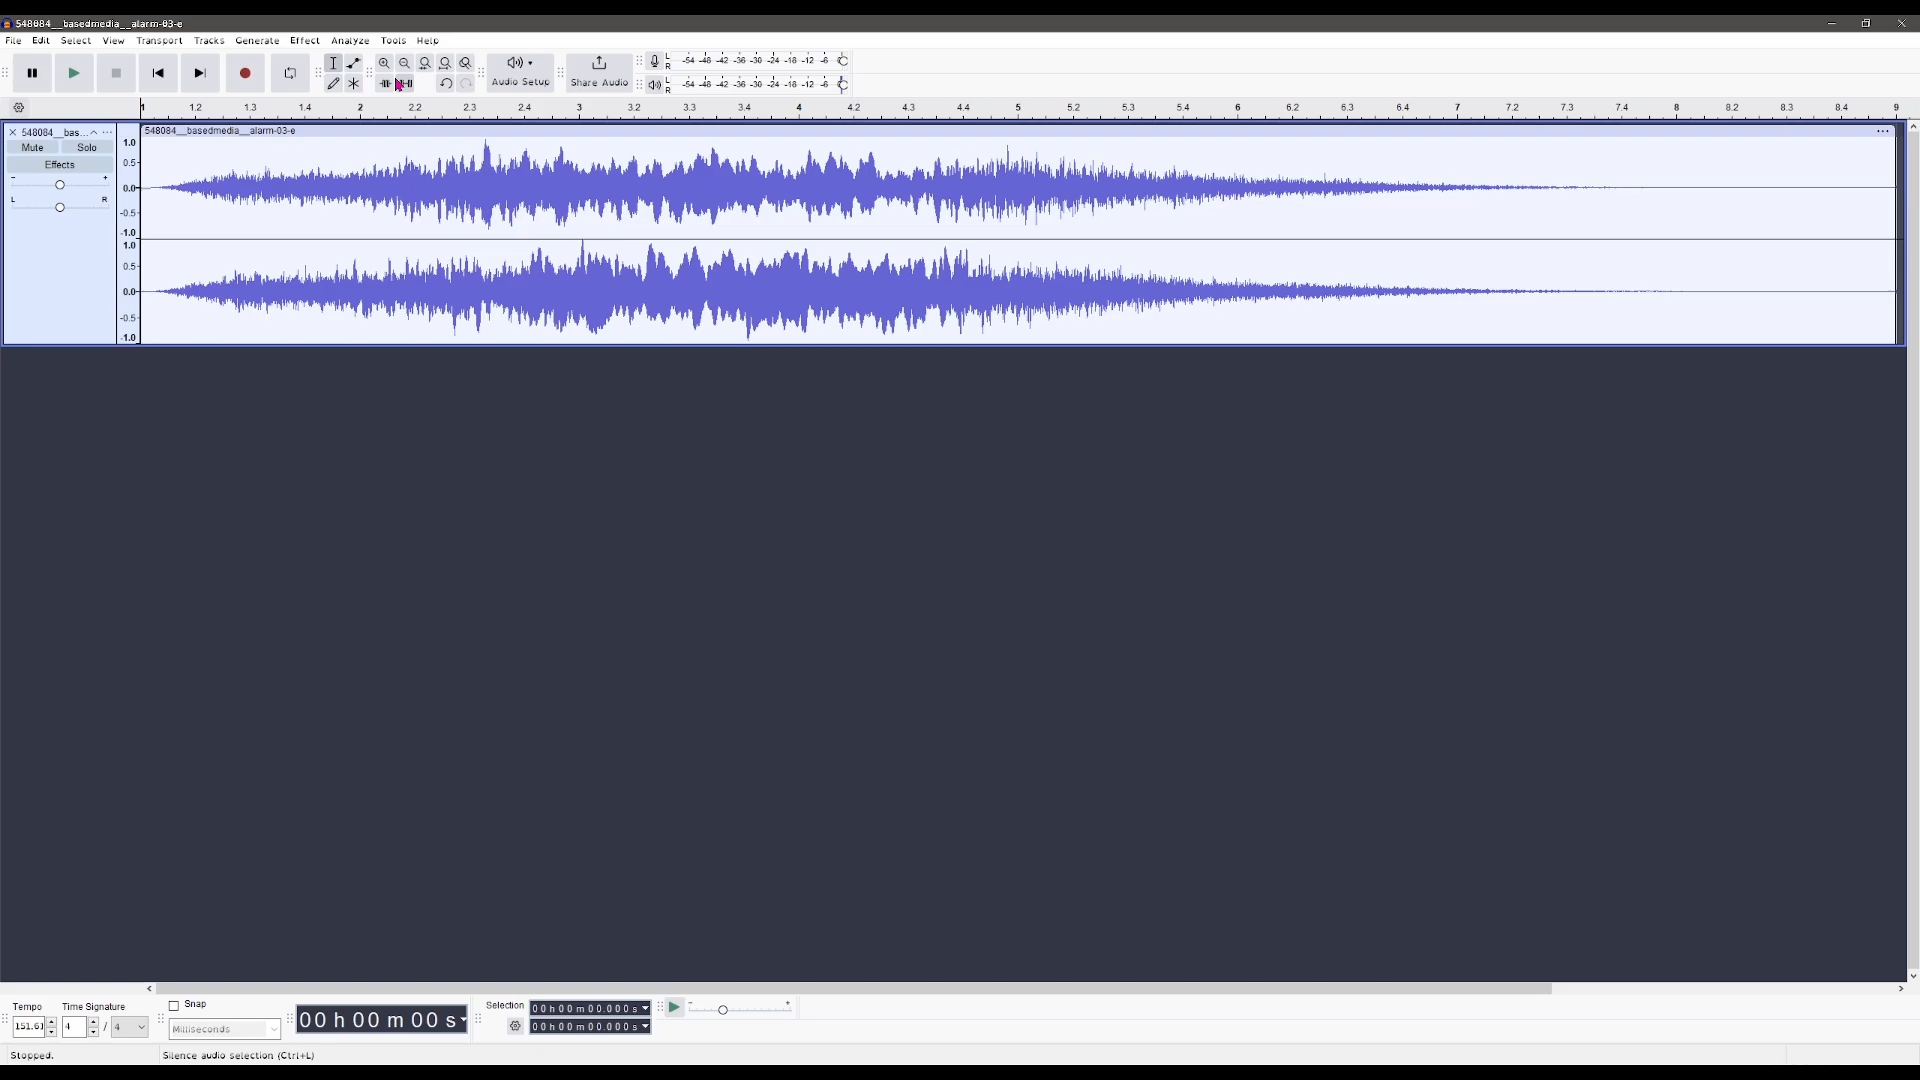 548084__basedmedia__alarm-03-e
File Edit Select View Transport Tracks Generate Effect Analyze Tools Help
Audio Setup
Share Audio
L R -54 -48 -42 -36 -30 -24 -18 -12 -6
L R -54 -48 -42 -36 -30 -24 -18 -12 -6
1 1.2 1.3 1.4 2 2.2 2.3 2.4 3 3.2 3.3 3.4 4 4.2 4.3 4.4 5 5.2 5.3 5.4 6 6.2 6.3 6.4 7 7.2 7.3 7.4 8 8.2 8.3 8.4 9
548084__bas...
548084__basedmedia__alarm-03-e
Mute Solo
Effects
- +
L R
1.0
0.5
0.0
-0.5
-1.0
1.0
0.5
0.0
-0.5
-1.0
Tempo
151.61
Time Signature
4 / 4
Snap
Milliseconds
00 h 00 m 00 s
Selection
00 h 00 m 00.000 s
00 h 00 m 00.000 s
- +
Stopped.
Silence audio selection (Ctrl+L)